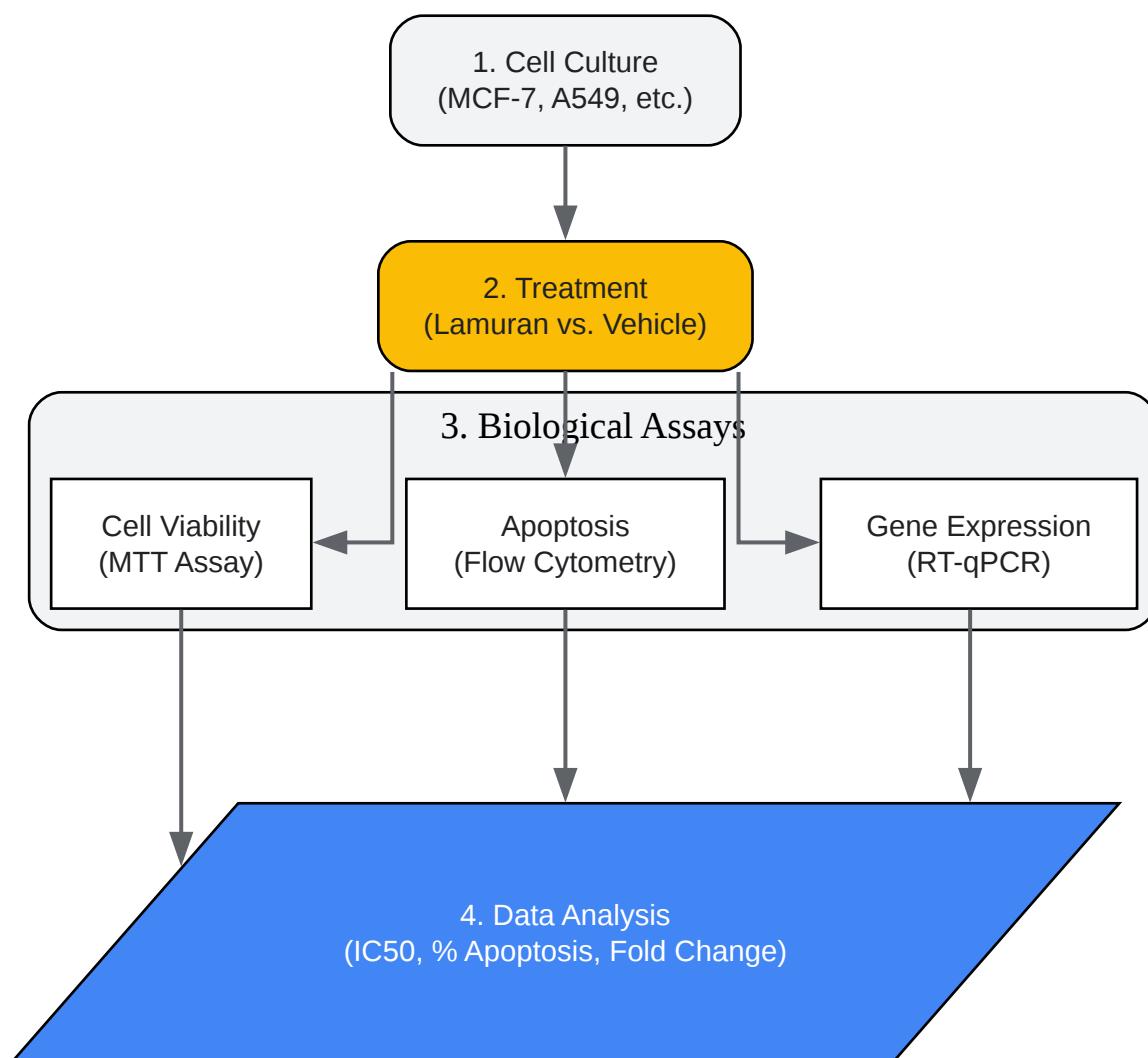 1. Cell Culture
(MCF-7, A549, etc.)
2. Treatment
(Lamuran vs. Vehicle)
3. Biological Assays
Cell Viability
(MTT Assay)
Apoptosis
(Flow Cytometry)
Gene Expression
(RT-qPCR)
4. Data Analysis
(IC50, % Apoptosis, Fold Change)